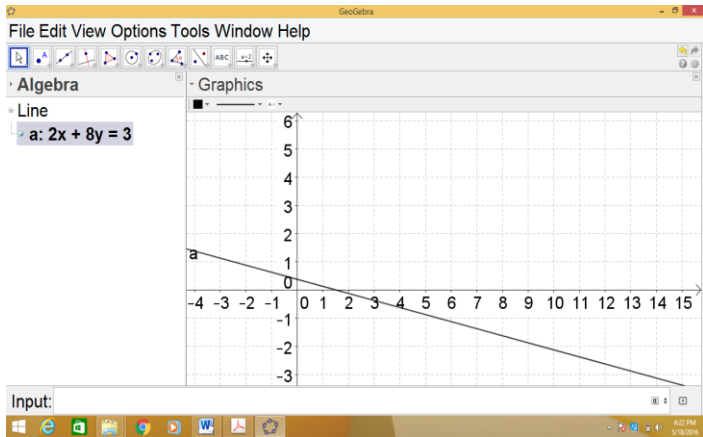 GeoGebra
File Edit View Options Tools Window Help
A
ABC
a=2
Algebra
Graphics
Line
a: 2x + 8y = 3
6
5
4
3
2
1
0
a
-4 -3 -2 -1 0 1 2 3 4 5 6 7 8 9 10 11 12 13 14 15
-1
-2
-3
Input:
6:22 PM
5/18/2016